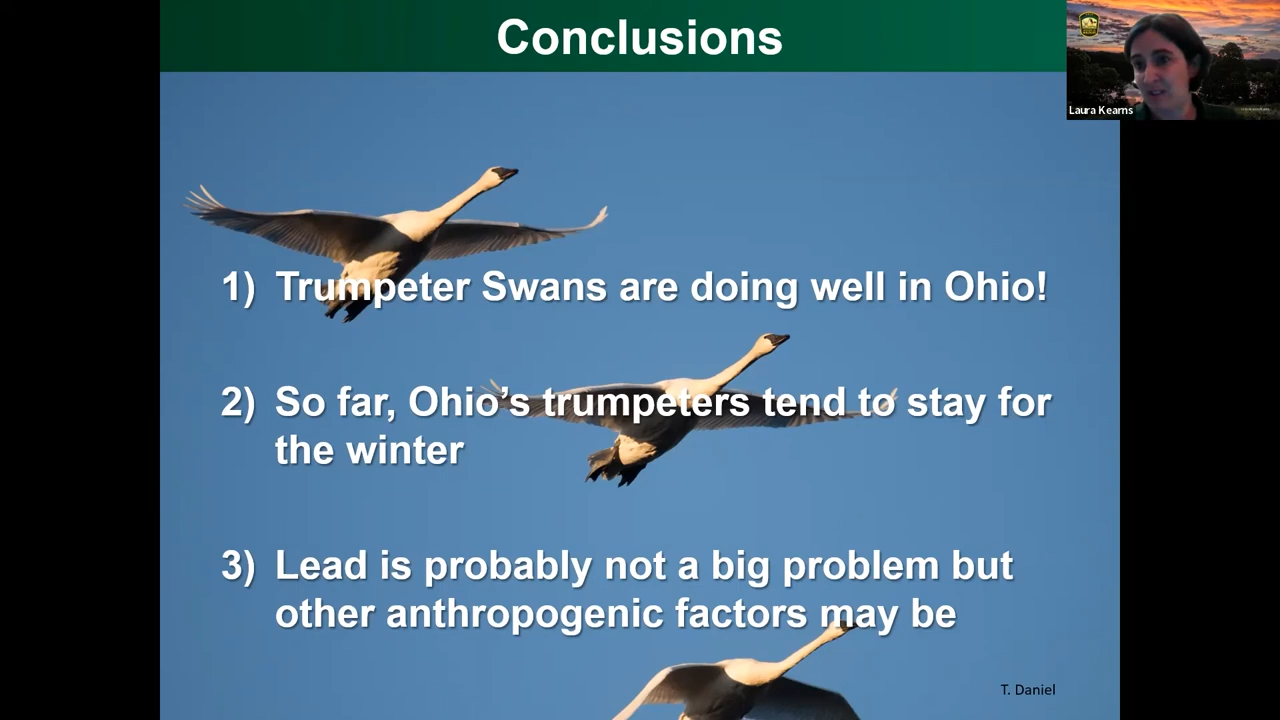 Conclusions
Laura Kearns
1) Trumpeter Swans are doing well in Ohio!
2) So far, Ohio's trumpeters tend to stay for
the winter
3) Lead is probably not a big problem but
other anthropogenic factors may be
T. Daniel